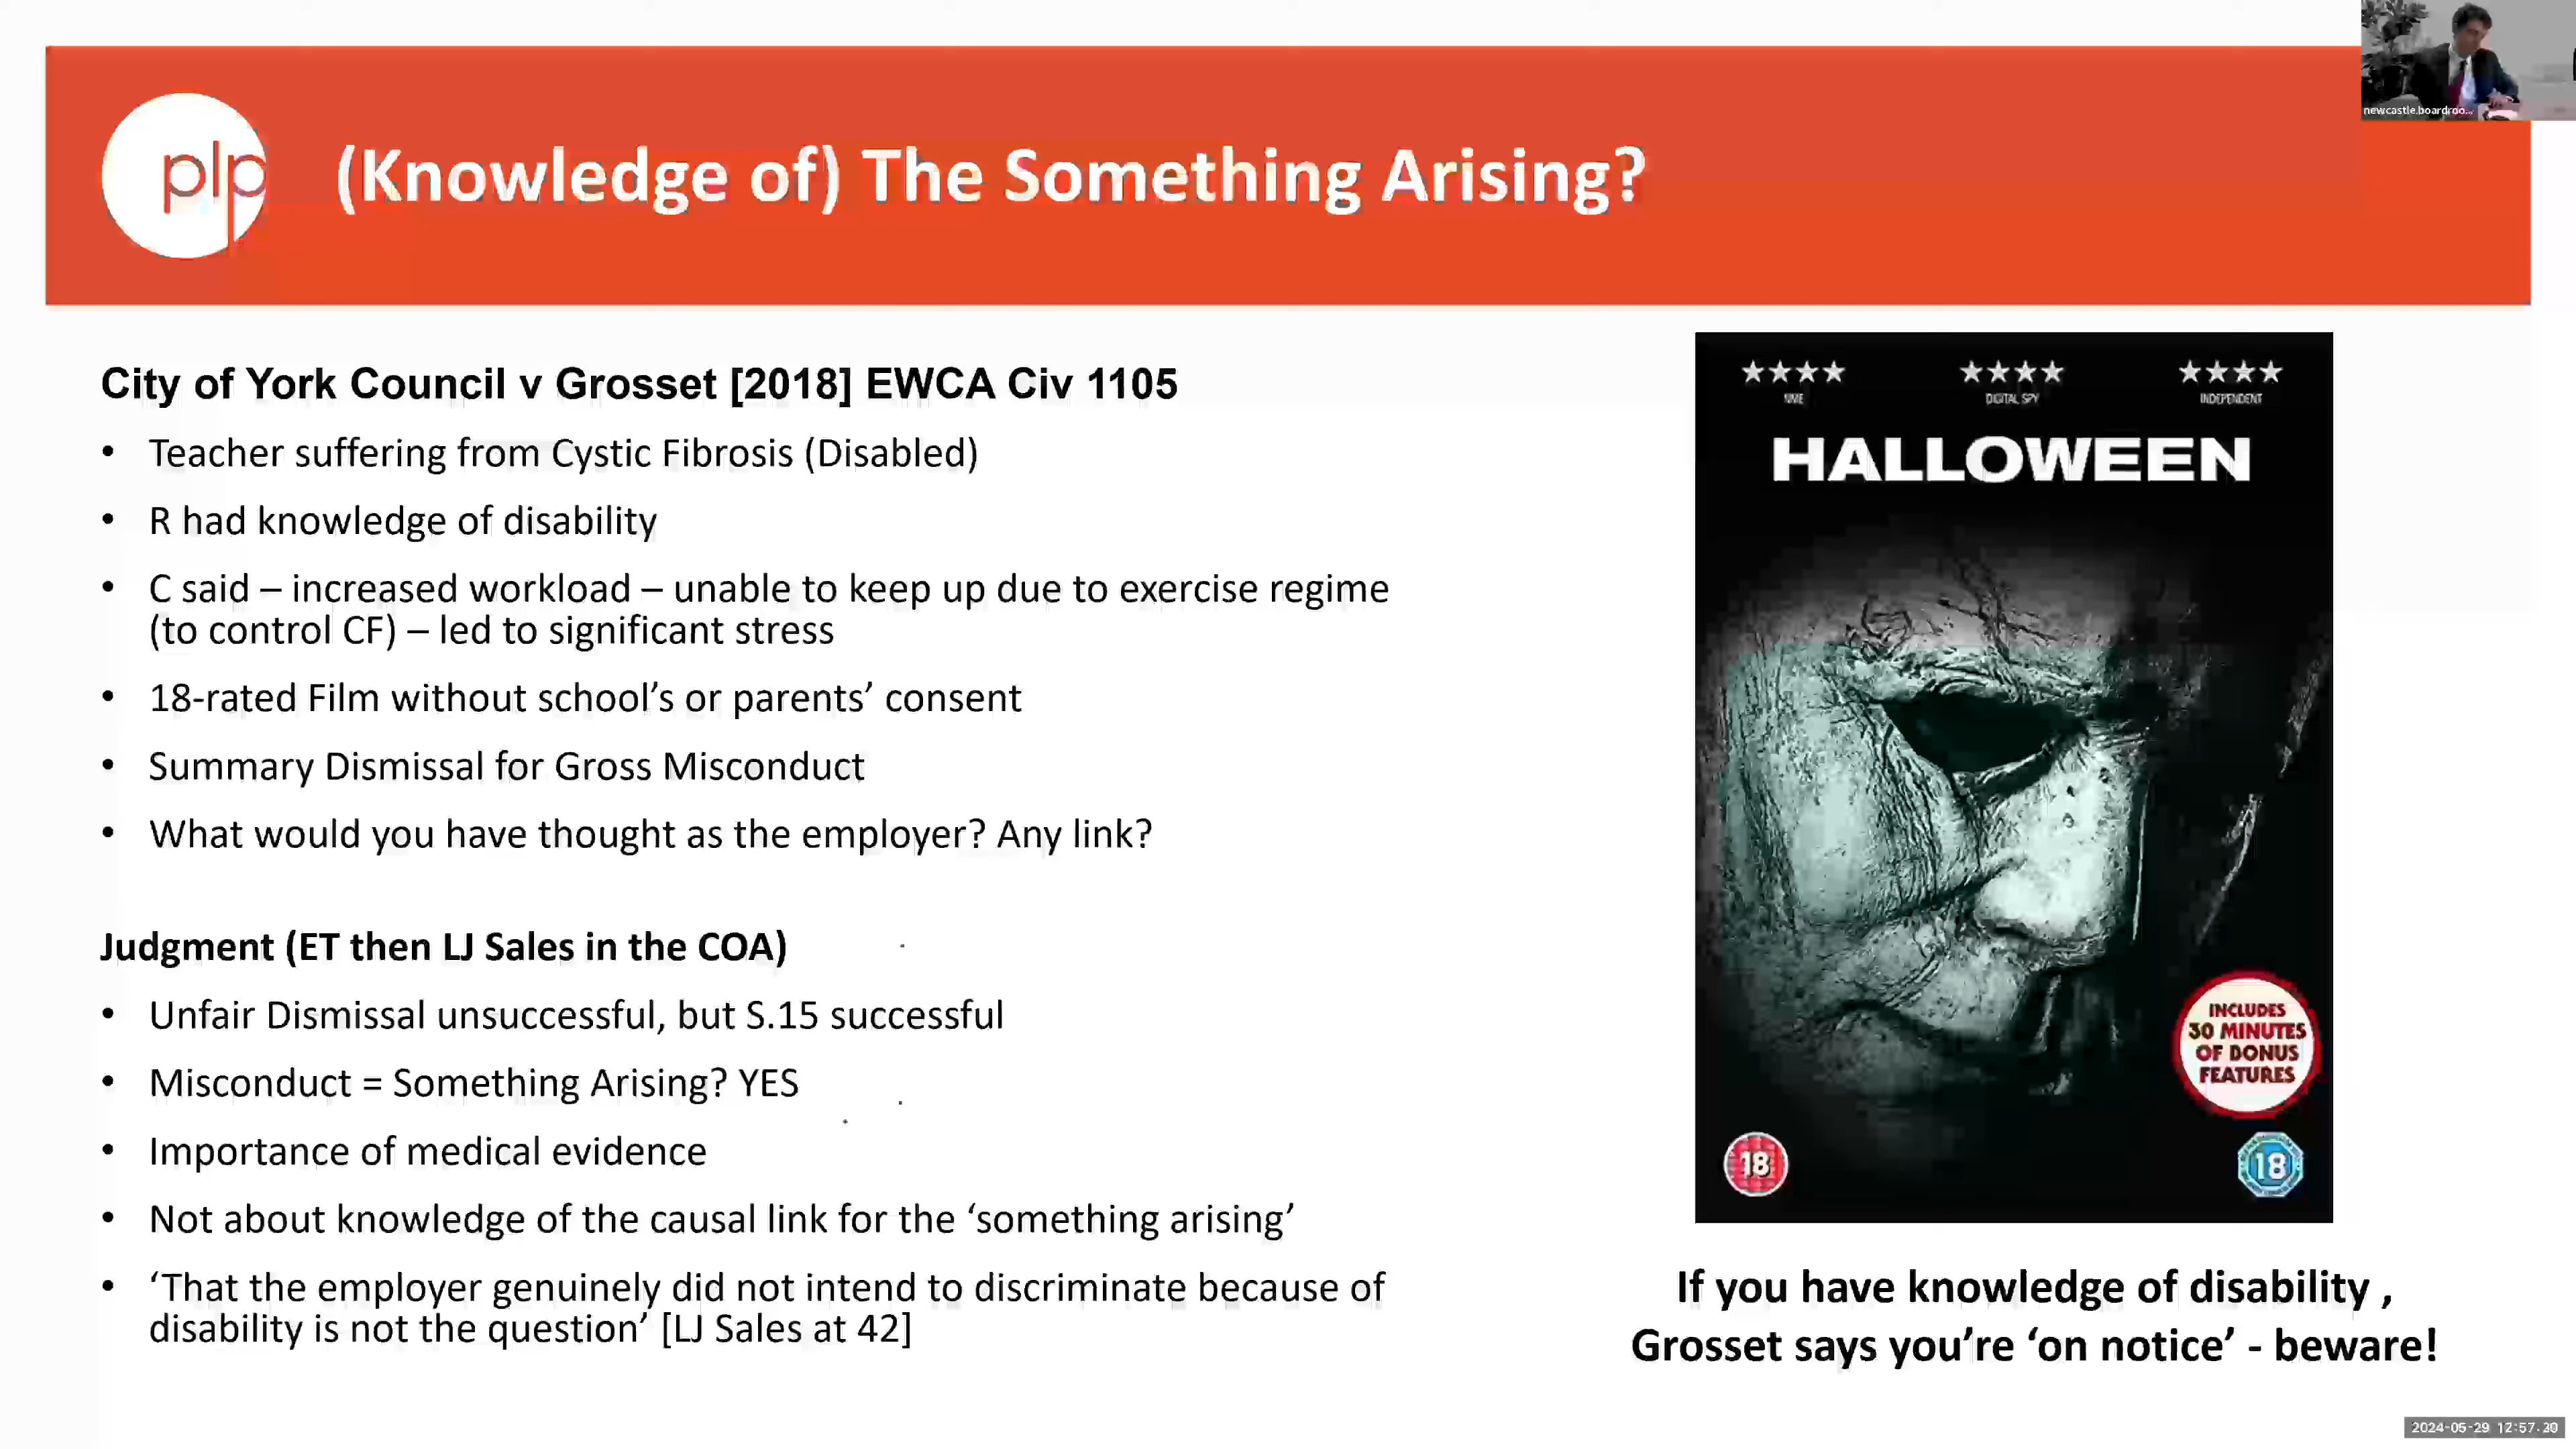 newcastle.boardroo...
plp
(Knowledge of) The Something Arising?
City of York Council v Grosset [2018] EWCA Civ 1105
• Teacher suffering from Cystic Fibrosis (Disabled)
• R had knowledge of disability
• C said – increased workload – unable to keep up due to exercise regime
(to control CF) – led to significant stress
• 18-rated Film without school’s or parents’ consent
• Summary Dismissal for Gross Misconduct
• What would you have thought as the employer? Any link?
Judgment (ET then LJ Sales in the COA)
• Unfair Dismissal unsuccessful, but S.15 successful
• Misconduct = Something Arising? YES
• Importance of medical evidence
• Not about knowledge of the causal link for the ‘something arising’
• ‘That the employer genuinely did not intend to discriminate because of
disability is not the question’ [LJ Sales at 42]
★★★★ ★★★★ ★★★★
NME DIGITAL SPY INDEPENDENT
HALLOWEEN
INCLUDES
30 MINUTES
OF BONUS
FEATURES
18 18
If you have knowledge of disability ,
Grosset says you’re ‘on notice’ - beware!
2024-05-29 12:57:30